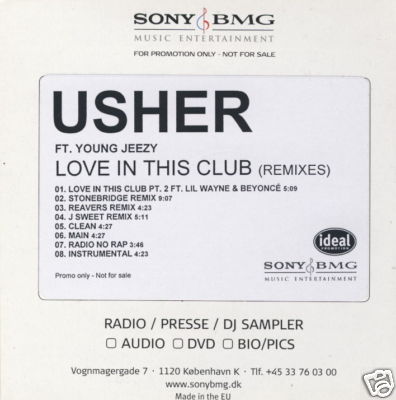 SONY BMG
MUSIC ENTERTAINMENT
FOR PROMOTION ONLY - NOT FOR SALE
USHER
FT. YOUNG JEEZY
LOVE IN THIS CLUB (REMIXES)
01. LOVE IN THIS CLUB PT. 2 FT. LIL WAYNE & BEYONCÉ 5:09
02. STONEBRIDGE REMIX 9:07
03. REAVERS REMIX 4:23
04. J SWEET REMIX 5:11
05. CLEAN 4:27
06. MAIN 4:27
07. RADIO NO RAP 3:46
08. INSTRUMENTAL 4:23
ideal
PROMOTION
Promo only - Not for sale
SONY BMG
MUSIC ENTERTAINMENT
RADIO / PRESSE / DJ SAMPLER
AUDIO DVD BIO/PICS
Vognmagergade 7 • 1120 København K • Tlf. +45 33 76 03 00
www.sonybmg.dk
Made in the EU